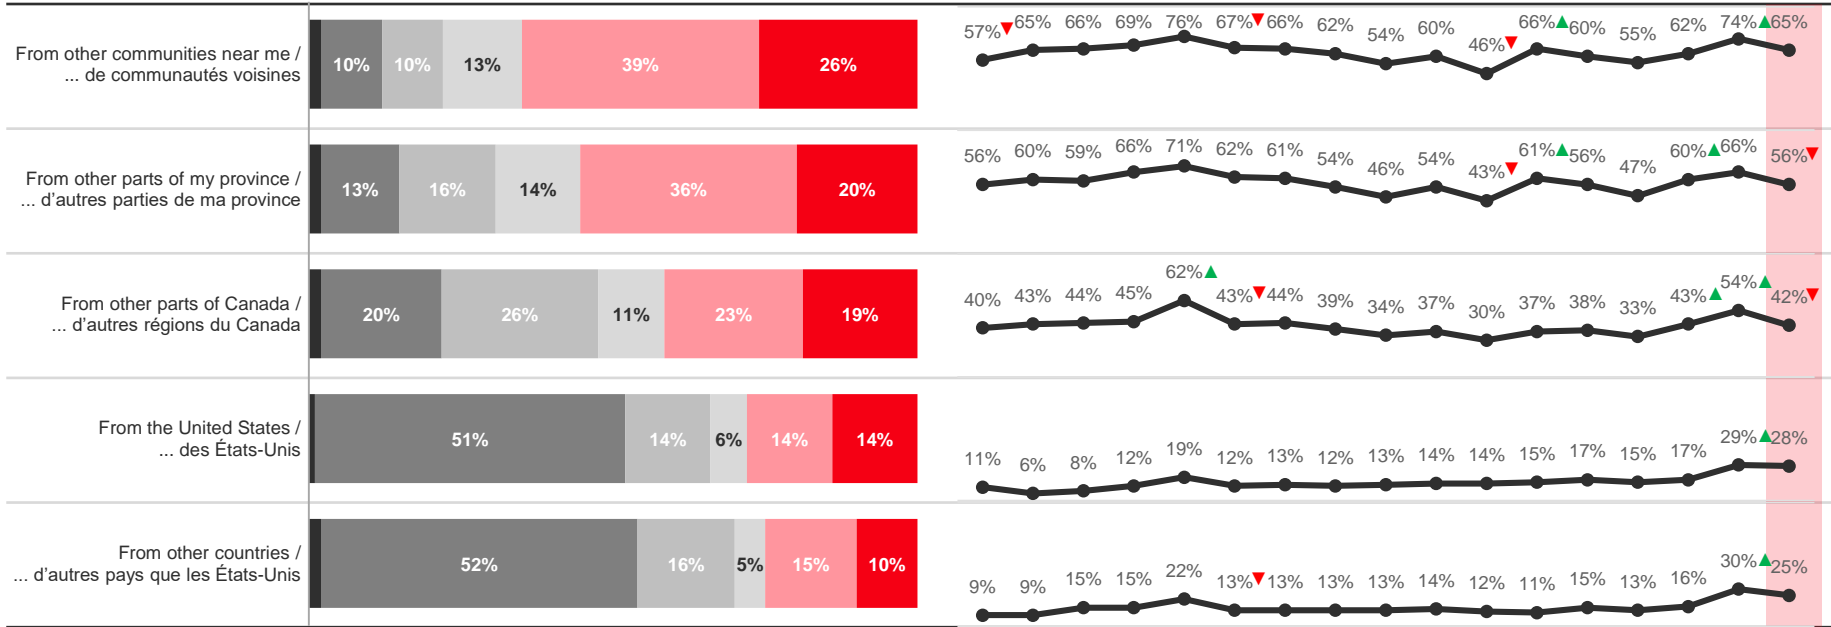 From other communities near me /
... de communautés voisines
10% 10% 13% 39% 26%
57%▼ 65% 66% 69% 76% 67%▼ 66% 62% 54% 60% 46%▼ 66%▲ 60% 55% 62% 74%▲ 65%
From other parts of my province /
... d'autres parties de ma province
13% 16% 14% 36% 20%
56% 60% 59% 66% 71% 62% 61% 54% 46% 54% 43%▼ 61%▲ 56% 47% 60%▲ 66% 56%▼
From other parts of Canada /
... d'autres régions du Canada
20% 26% 11% 23% 19%
40% 43% 44% 45% 62%▲ 43%▼ 44% 39% 34% 37% 30% 37% 38% 33% 43%▲ 54%▲ 42%▼
From the United States /
... des États-Unis
51% 14% 6% 14% 14%
11% 6% 8% 12% 19% 12% 13% 12% 13% 14% 14% 15% 17% 15% 17% 29%▲ 28%
From other countries /
... d'autres pays que les États-Unis
52% 16% 5% 15% 10%
9% 9% 15% 15% 22% 13%▼ 13% 13% 13% 14% 12% 11% 15% 13% 16% 30%▲ 25%